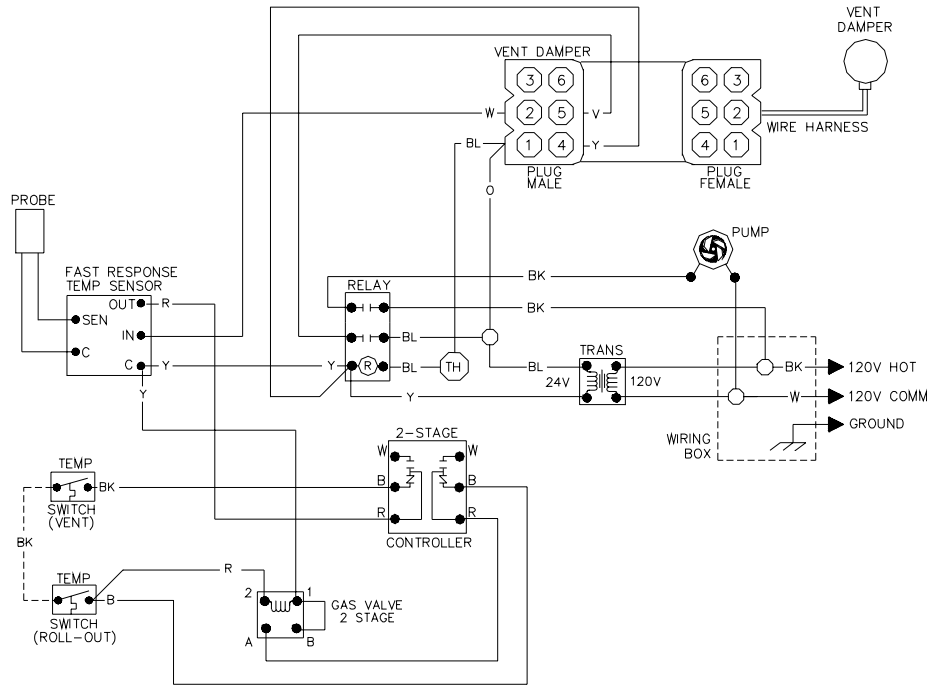 VENT
DAMPER
VENT DAMPER
3 6
2 5
1 4
6 3
5 2
4 1
W
V
BL
Y
O
PLUG
MALE
PLUG
FEMALE
WIRE HARNESS
PROBE
FAST RESPONSE
TEMP SENSOR
OUT
R
SEN
IN
C
C
Y
Y
RELAY
BK
BK
PUMP
BL
Y
R
BL
TH
BL
Y
TRANS
24V
120V
BK
120V HOT
W
120V COMM
GROUND
WIRING
BOX
2-STAGE
W
W
B
B
R
R
CONTROLLER
TEMP
BK
SWITCH
(VENT)
BK
TEMP
R
B
SWITCH
(ROLL-OUT)
2
1
GAS VALVE
2 STAGE
A
B